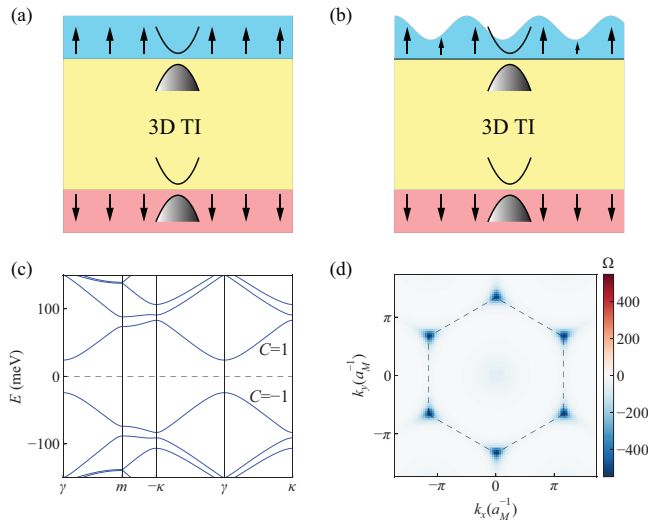 (a)
(b)
3D TI
3D TI
(c)
(d)
E (meV)
100
0
−100
C=1
C=−1
γ
m
−κ
γ
κ
k_y(a_M^{-1})
π
0
−π
−π
0
π
k_x(a_M^{-1})
Ω
400
200
0
−200
−400